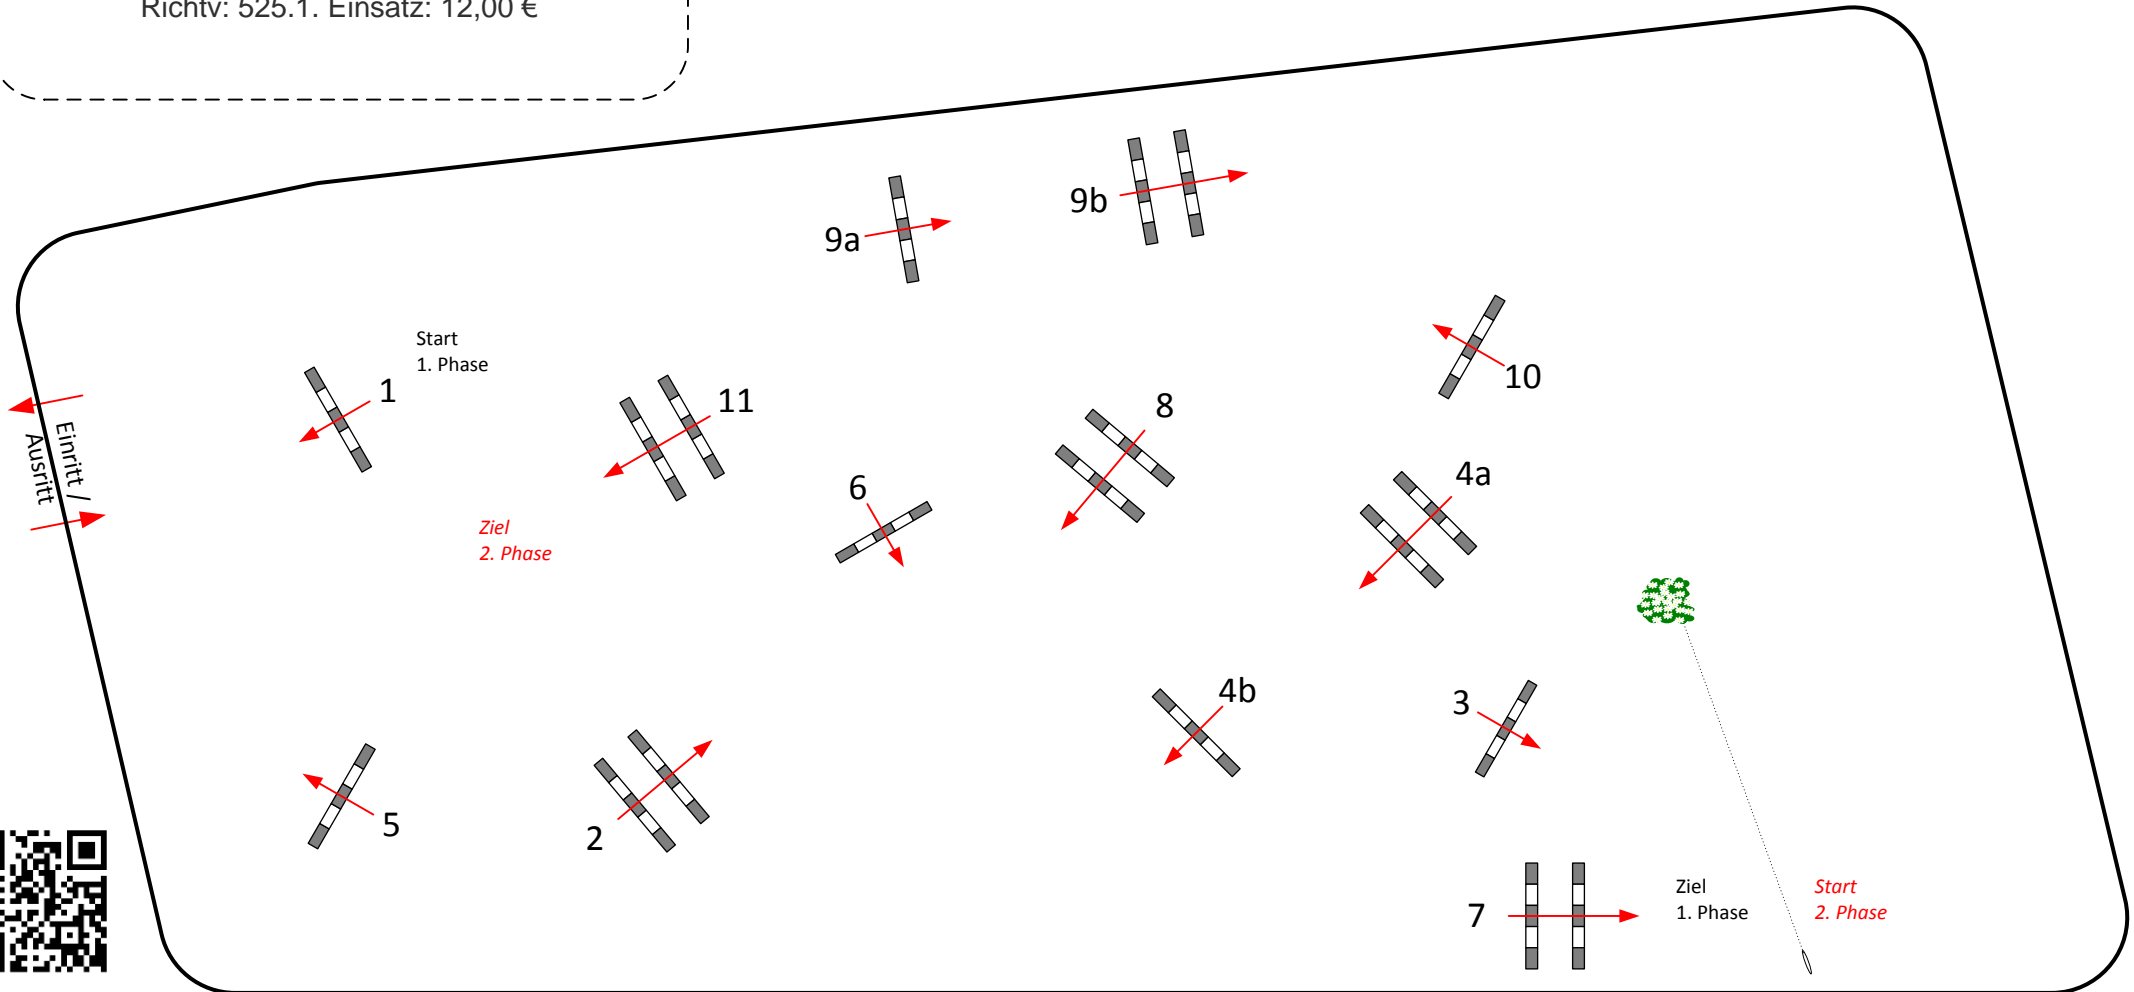 Richtv: 525.1. Einsatz: 12,00 €
9b
9a
Start
1. Phase
1
11
10
8
4a
6
Einritt /
Ausritt
Ziel
2. Phase
4b
3
5
2
7
Ziel
1. Phase
Start
2. Phase